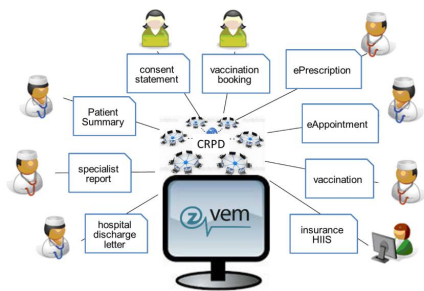 consent
statement
vaccination
booking
ePrescription
Patient
Summary
CRPD
eAppointment
specialist
report
vaccination
z vem
hospital
discharge
letter
insurance
HIIS